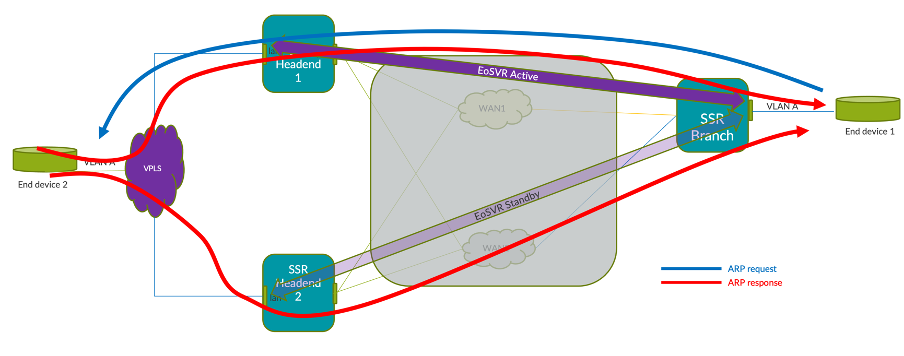 lan
Headend
1
EoSVR Active
WAN1
SSR
Branch
VLAN A
End device 1
VLAN A
VPLS
End device 2
EoSVR Standby
SSR
Headend
2
lan
ARP request
ARP response